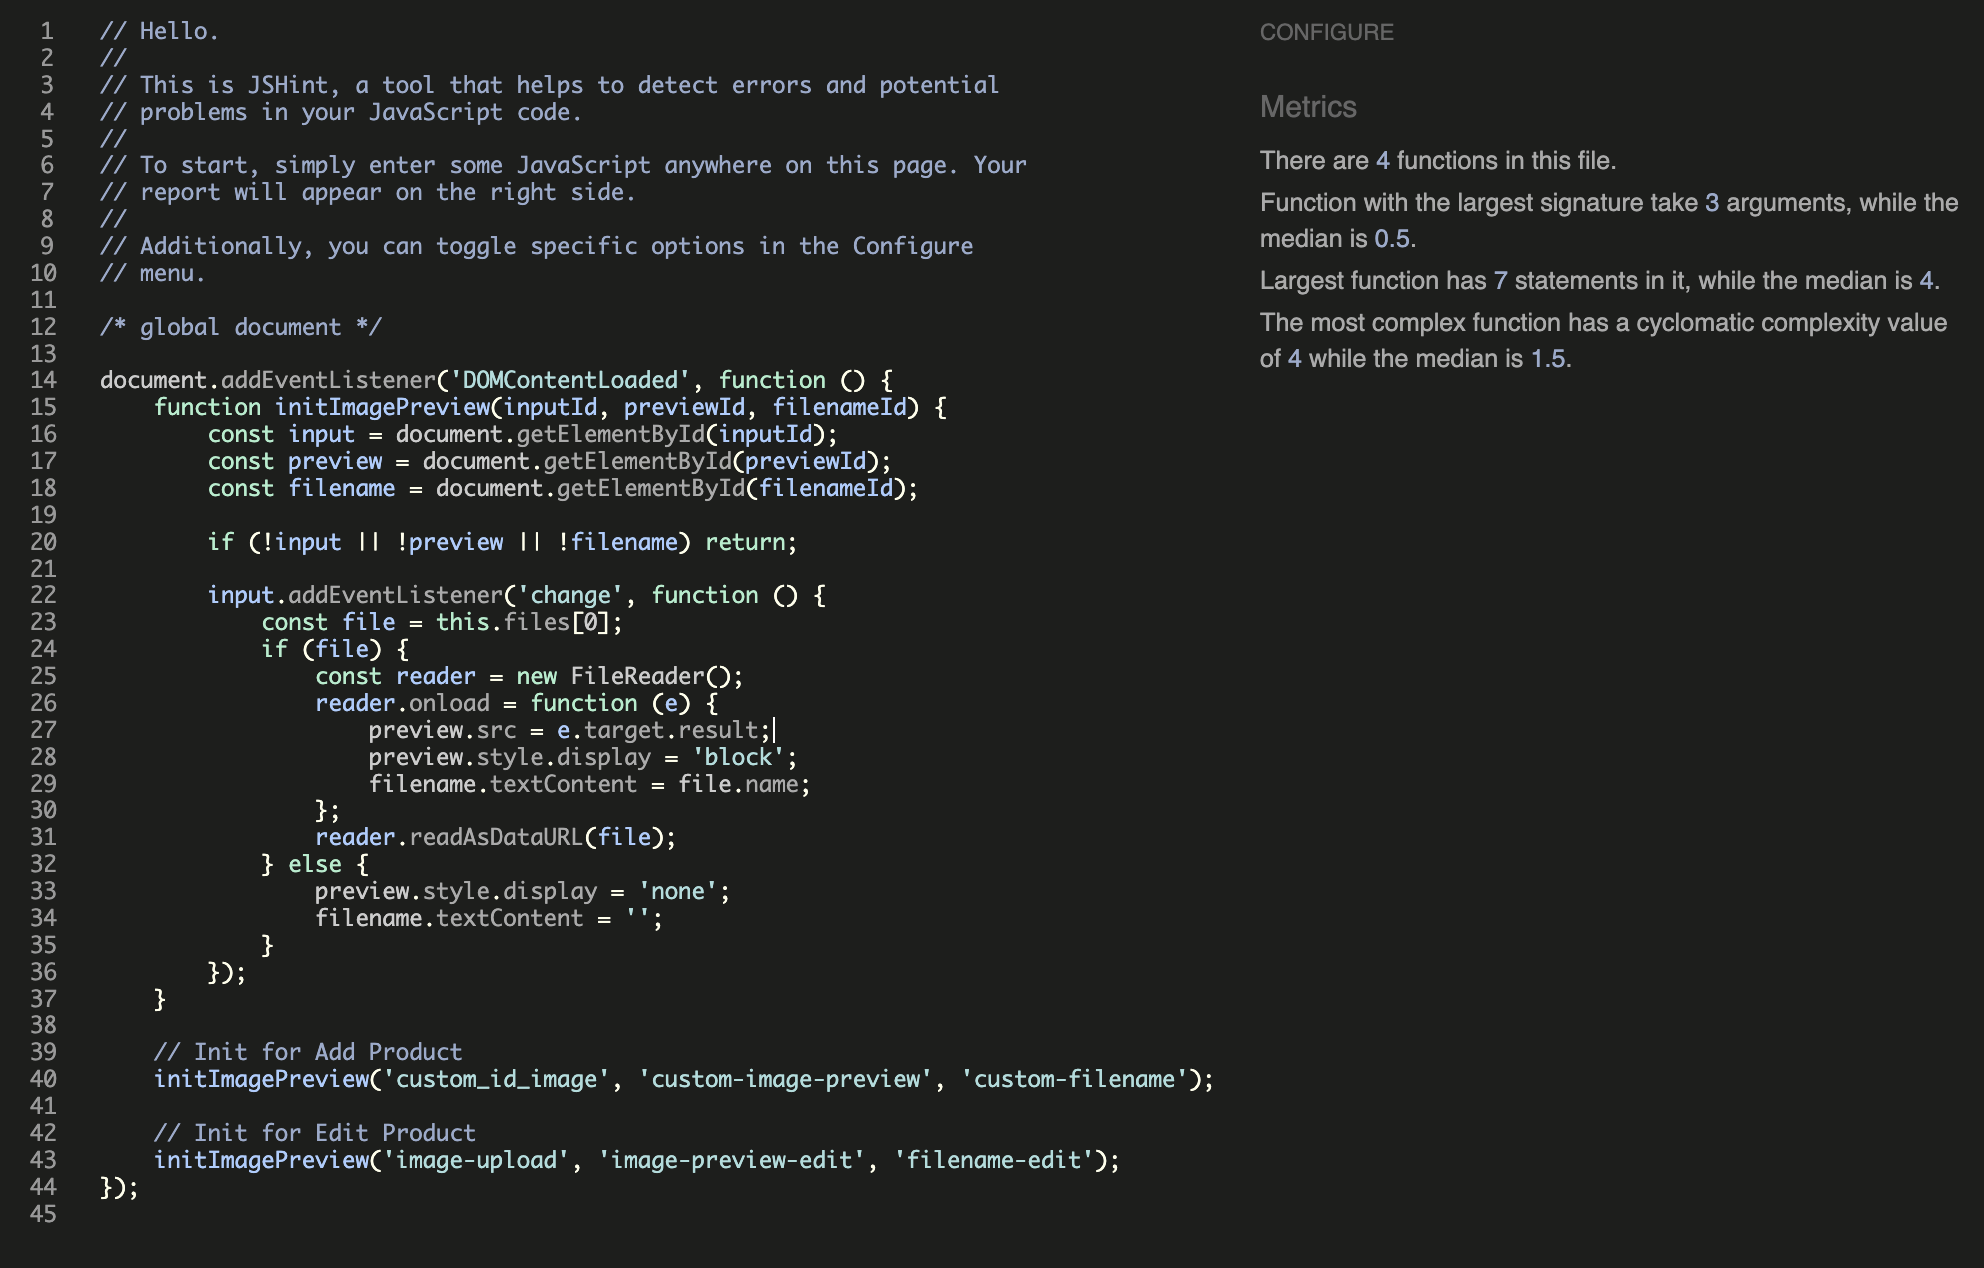 1 // Hello.
2 //
3 // This is JSHint, a tool that helps to detect errors and potential
4 // problems in your JavaScript code.
5 //
6 // To start, simply enter some JavaScript anywhere on this page. Your
7 // report will appear on the right side.
8 //
9 // Additionally, you can toggle specific options in the Configure
10 // menu.
11
12 /* global document */
13
14 document.addEventListener('DOMContentLoaded', function () {
15     function initImagePreview(inputId, previewId, filenameId) {
16         const input = document.getElementById(inputId);
17         const preview = document.getElementById(previewId);
18         const filename = document.getElementById(filenameId);
19
20         if (!input || !preview || !filename) return;
21
22         input.addEventListener('change', function () {
23             const file = this.files[0];
24             if (file) {
25                 const reader = new FileReader();
26                 reader.onload = function (e) {
27                     preview.src = e.target.result;
28                     preview.style.display = 'block';
29                     filename.textContent = file.name;
30                 };
31                 reader.readAsDataURL(file);
32             } else {
33                 preview.style.display = 'none';
34                 filename.textContent = '';
35             }
36         });
37     }
38
39     // Init for Add Product
40     initImagePreview('custom_id_image', 'custom-image-preview', 'custom-filename');
41
42     // Init for Edit Product
43     initImagePreview('image-upload', 'image-preview-edit', 'filename-edit');
44 });
45
CONFIGURE
Metrics
There are 4 functions in this file.
Function with the largest signature take 3 arguments, while the
median is 0.5.
Largest function has 7 statements in it, while the median is 4.
The most complex function has a cyclomatic complexity value
of 4 while the median is 1.5.